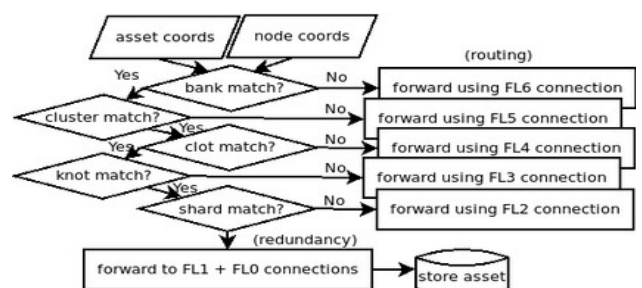 asset coords
node coords
(routing)
Yes
bank match?
No
forward using FL6 connection
cluster match?
No
forward using FL5 connection
Yes
clot match?
No
forward using FL4 connection
Yes
knot match?
No
forward using FL3 connection
Yes
shard match?
No
forward using FL2 connection
(redundancy)
forward to FL1 + FL0 connections
store asset